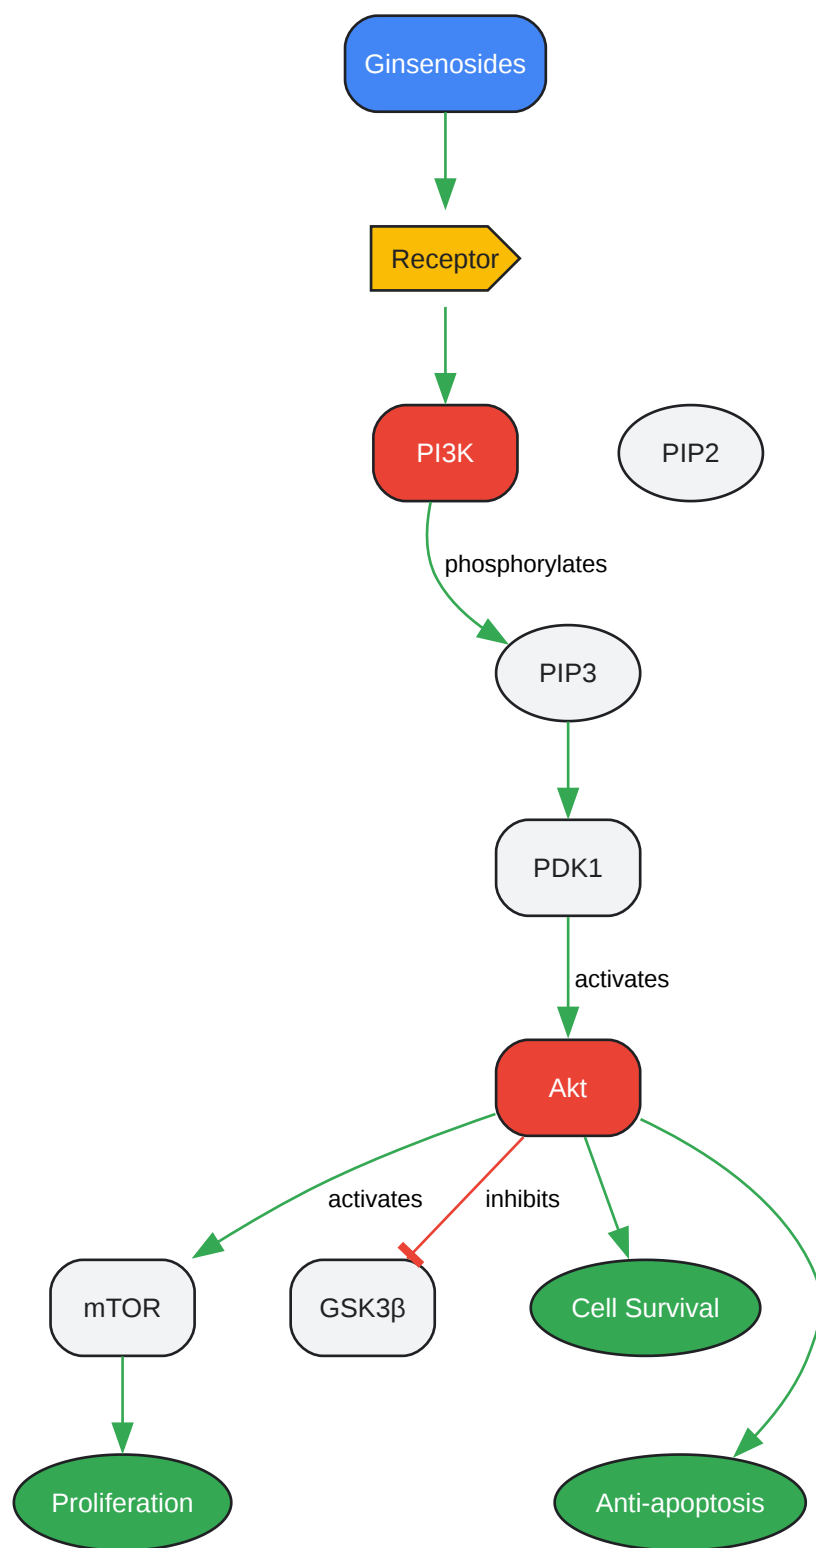 Ginsenosides
Receptor
PI3K
PIP2
phosphorylates
PIP3
PDK1
activates
Akt
activates
inhibits
mTOR
GSK3β
Cell Survival
Proliferation
Anti-apoptosis